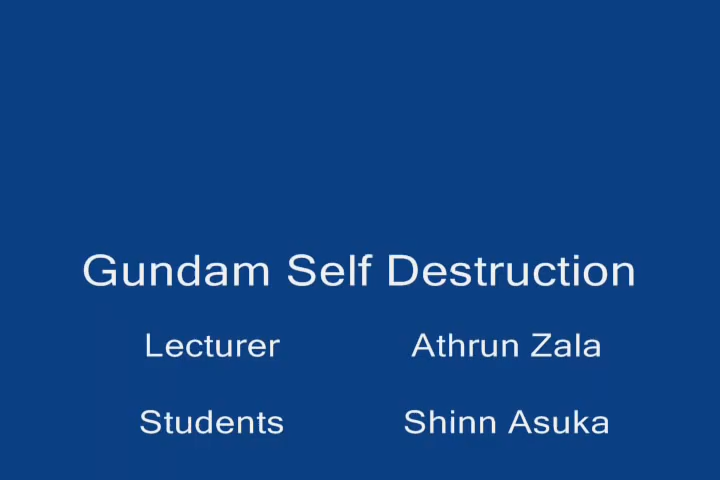 Gundam Self Destruction
Lecturer Athrun Zala
Students Shinn Asuka